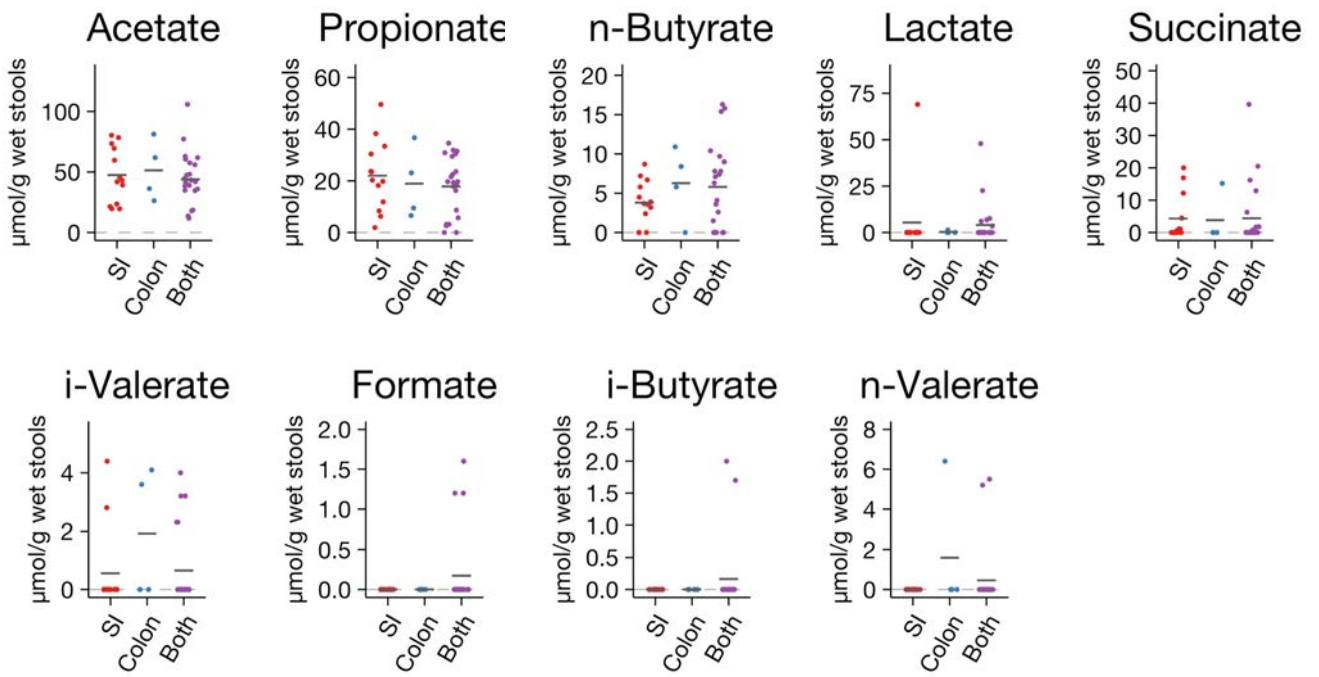 Acetate
µmol/g wet stools
100
50
0
SI
Colon
Both
Propionate
µmol/g wet stools
60
40
20
0
SI
Colon
Both
n-Butyrate
µmol/g wet stools
20
15
10
5
0
SI
Colon
Both
Lactate
µmol/g wet stools
75
50
25
0
SI
Colon
Both
Succinate
µmol/g wet stools
50
40
30
20
10
0
SI
Colon
Both
i-Valerate
µmol/g wet stools
4
2
0
SI
Colon
Both
Formate
µmol/g wet stools
2.0
1.5
1.0
0.5
0.0
SI
Colon
Both
i-Butyrate
µmol/g wet stools
2.5
2.0
1.5
1.0
0.5
0.0
SI
Colon
Both
n-Valerate
µmol/g wet stools
8
6
4
2
0
SI
Colon
Both